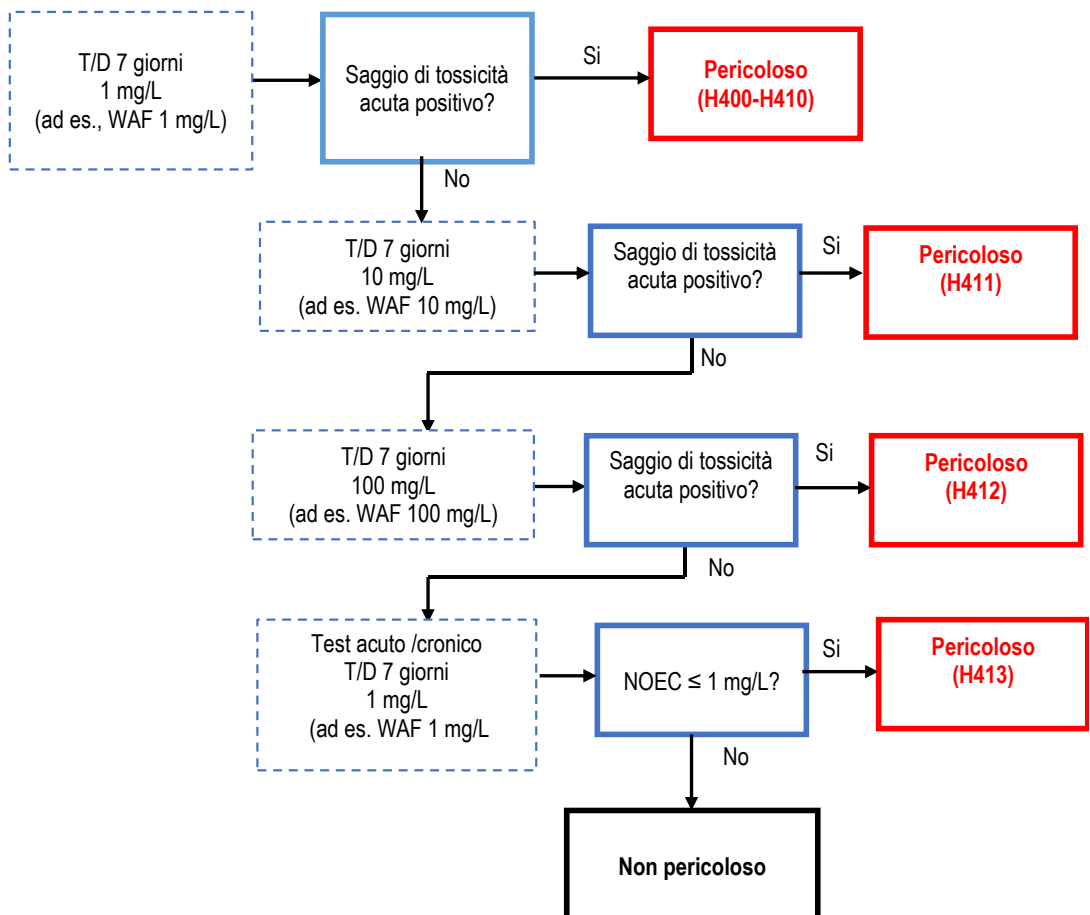 T/D 7 giorni
1 mg/L
(ad es., WAF 1 mg/L)
Saggio di tossicità
acuta positivo?
Si
Pericoloso
(H400-H410)
No
T/D 7 giorni
10 mg/L
(ad es. WAF 10 mg/L)
Saggio di tossicità
acuta positivo?
Si
Pericoloso
(H411)
No
T/D 7 giorni
100 mg/L
(ad es. WAF 100 mg/L)
Saggio di tossicità
acuta positivo?
Si
Pericoloso
(H412)
No
Test acuto /cronico
T/D 7 giorni
1 mg/L
(ad es. WAF 1 mg/L
NOEC ≤ 1 mg/L?
Si
Pericoloso
(H413)
No
Non pericoloso